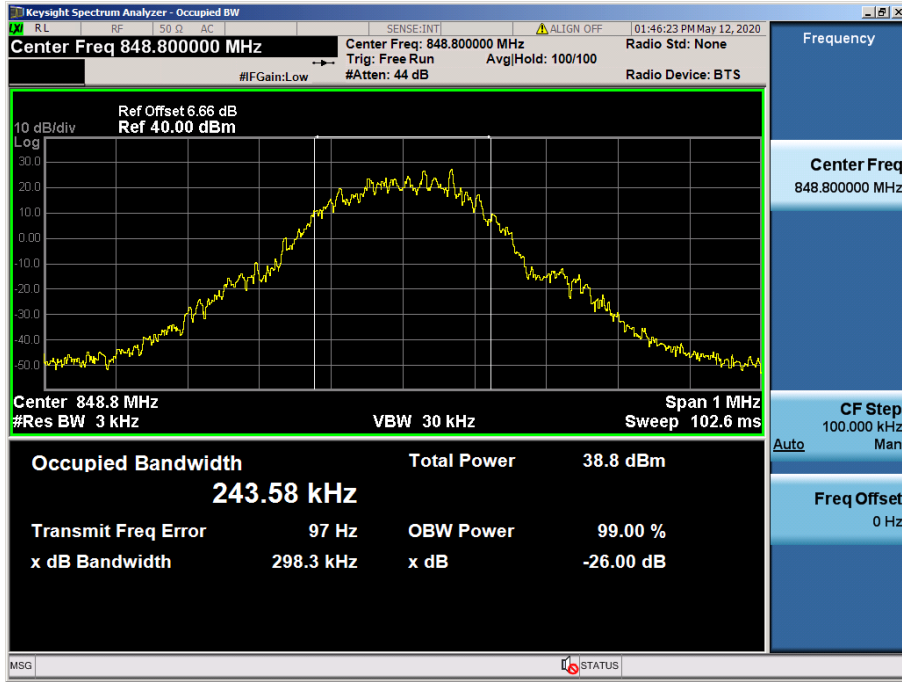 Keysight Spectrum Analyzer - Occupied BW
LXI RL RF 50 Ω AC SENSE:INT ALIGN OFF 01:46:23 PM May 12, 2020
Center Freq 848.800000 MHz
Center Freq: 848.800000 MHz
Radio Std: None
Trig: Free Run Avg|Hold: 100/100
#IFGain:Low
#Atten: 44 dB
Radio Device: BTS
Ref Offset 6.66 dB
10 dB/div Ref 40.00 dBm
Log
30.0
20.0
10.0
0.00
-10.0
-20.0
-30.0
-40.0
-50.0
Center 848.8 MHz Span 1 MHz
#Res BW 3 kHz VBW 30 kHz Sweep 102.6 ms
Occupied Bandwidth Total Power 38.8 dBm
243.58 kHz
Transmit Freq Error 97 Hz OBW Power 99.00 %
x dB Bandwidth 298.3 kHz x dB -26.00 dB
MSG STATUS
Frequency
Center Freq
848.800000 MHz
CF Step
100.000 kHz
Auto Man
Freq Offset
0 Hz